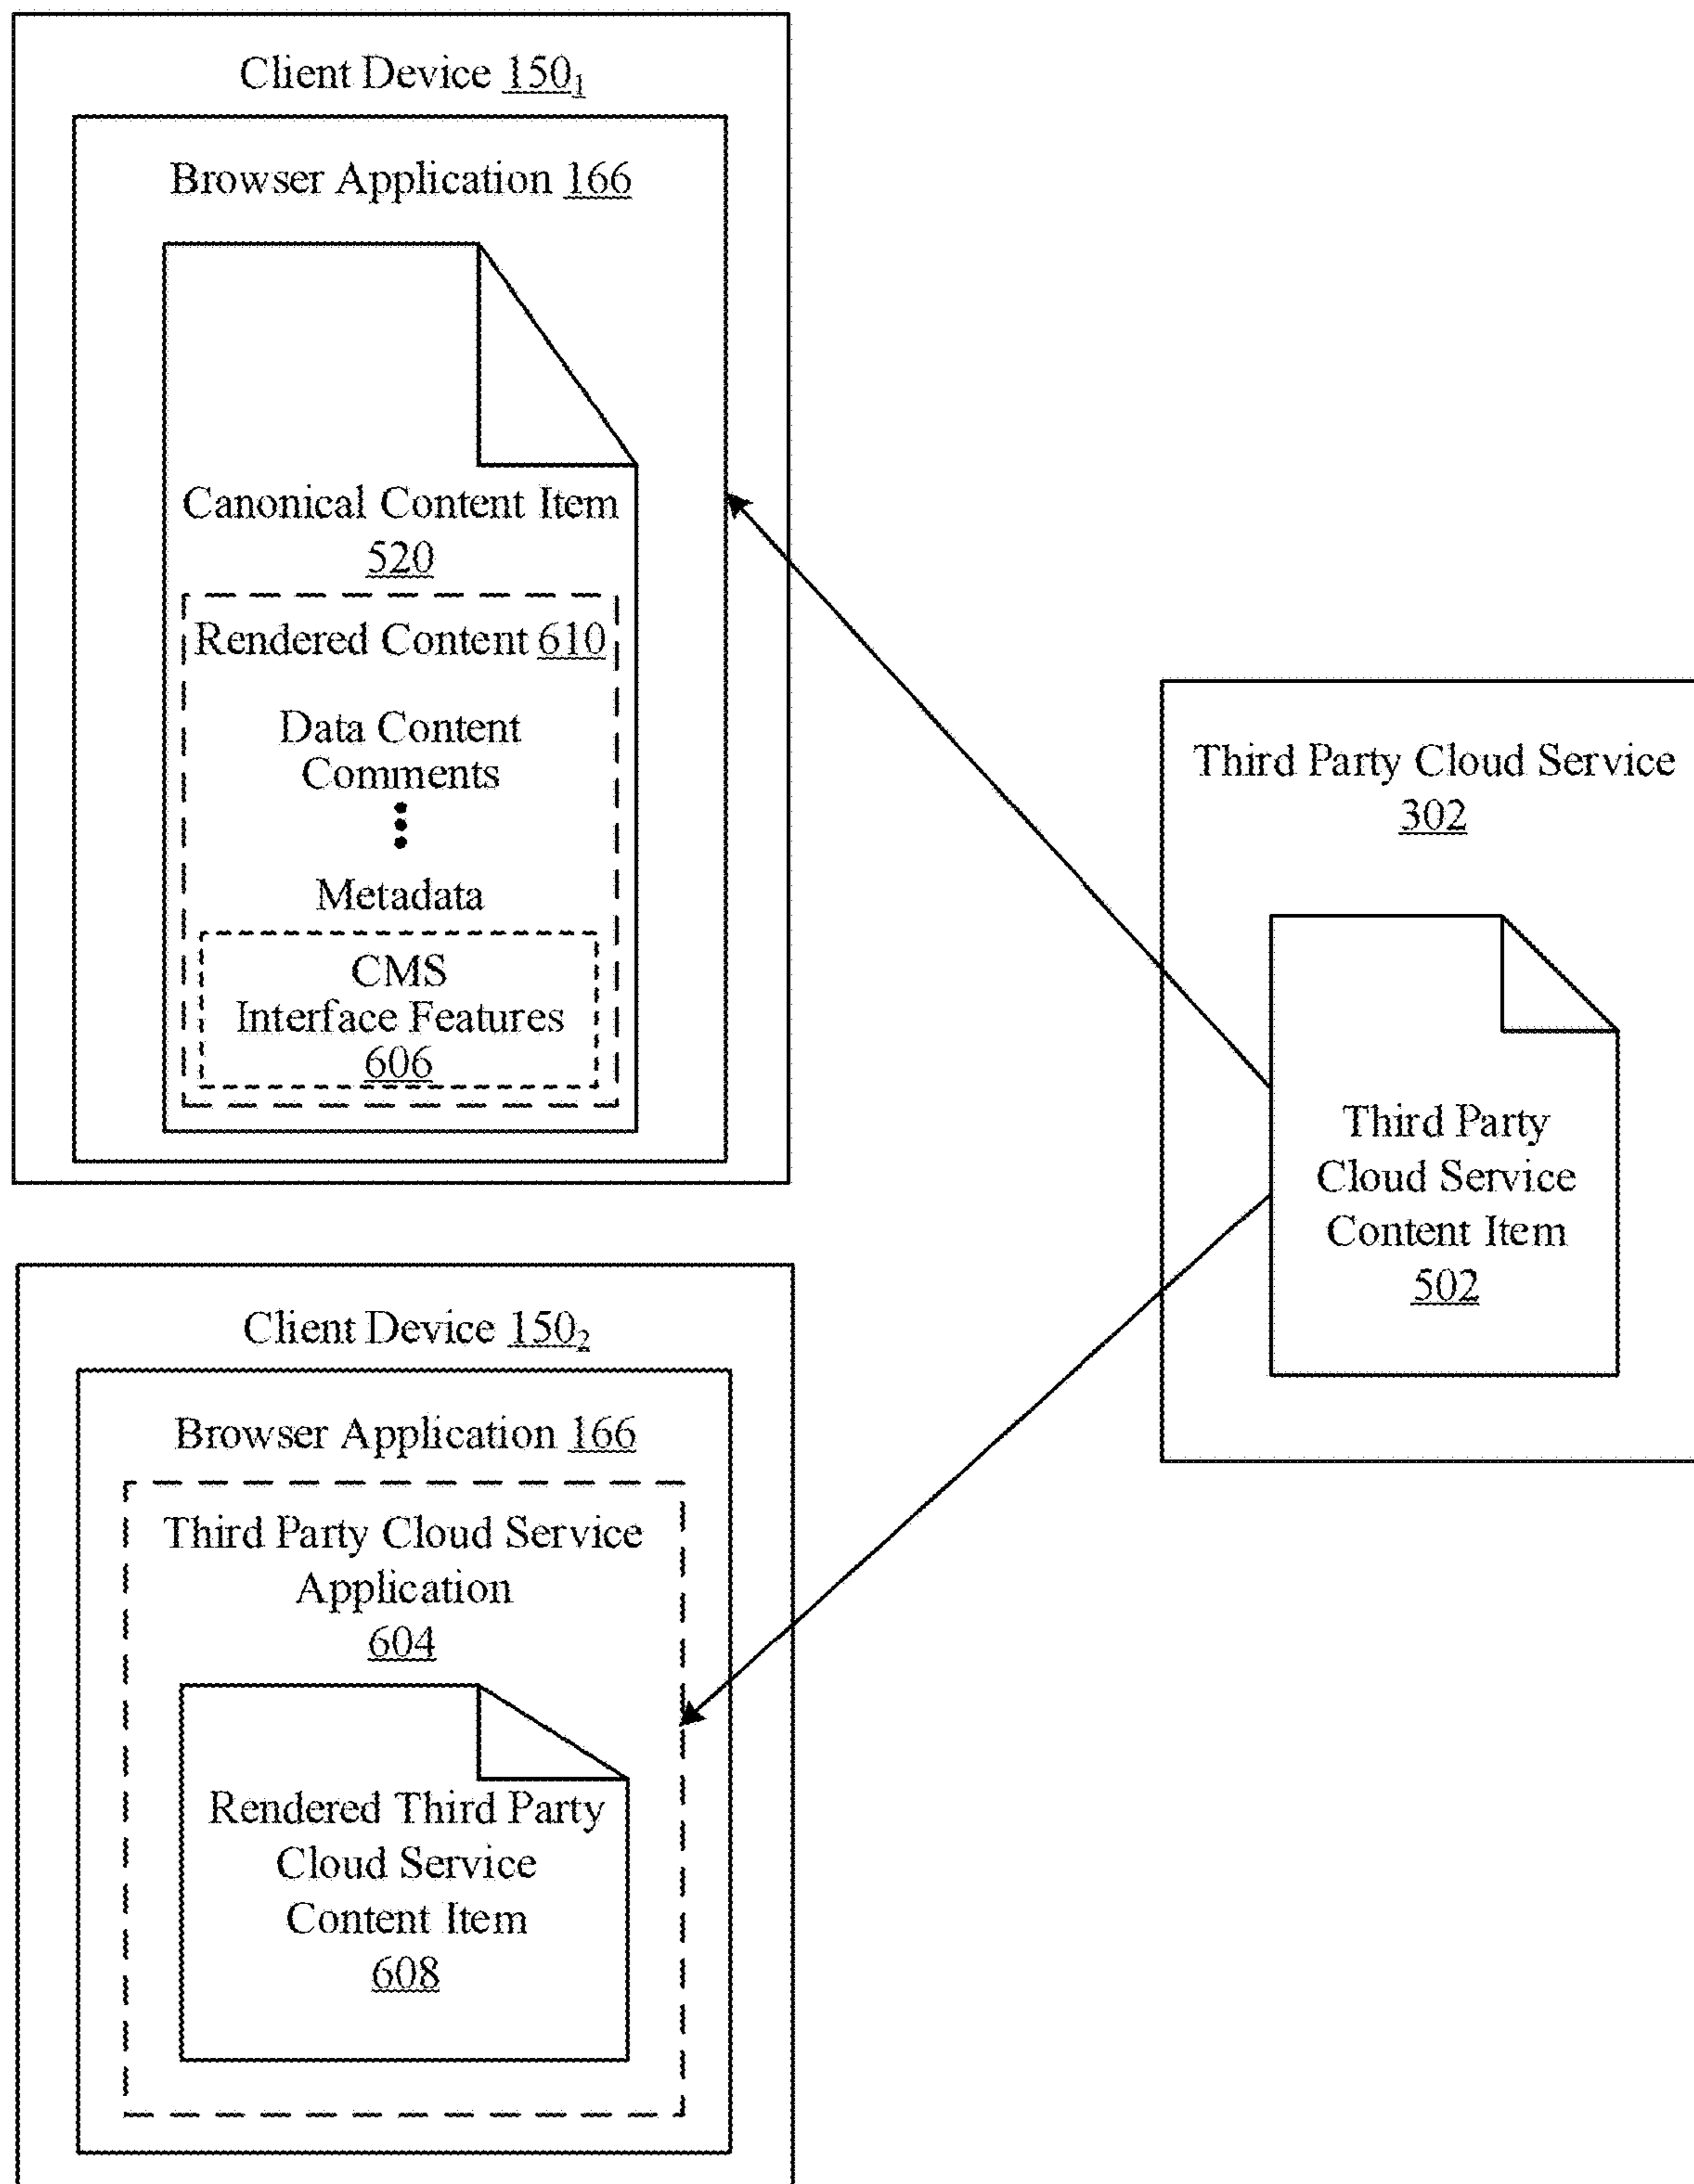 Client Device 150₁
Browser Application 166
Canonical Content Item
520
Rendered Content 610
Data Content
Comments
Metadata
CMS
Interface Features
606
Third Party Cloud Service
302
Third Party
Cloud Service
Content Item
502
Client Device 150₂
Browser Application 166
Third Party Cloud Service
Application
604
Rendered Third Party
Cloud Service
Content Item
608